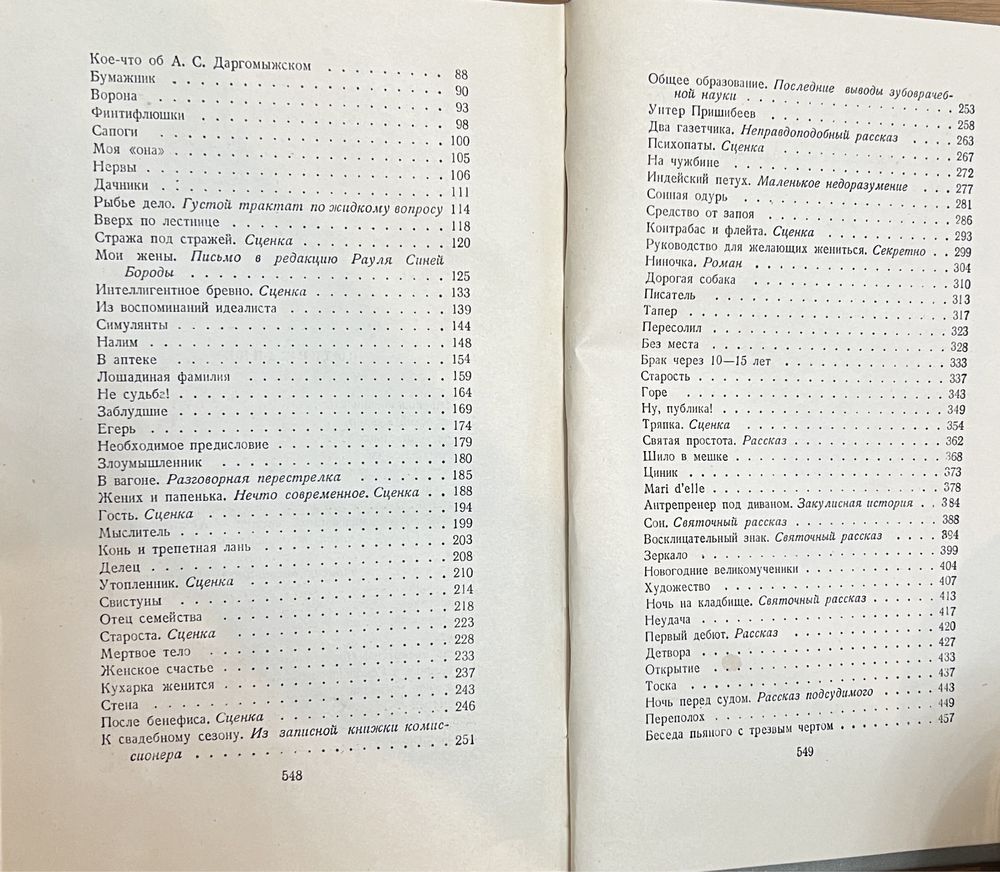 Кое-что об А. С. Даргомыжском . . . . . . . . 88
Бумажник . . . . . . . . . . . . . . . . . . 90
Ворона . . . . . . . . . . . . . . . . . . . 93
Финтифлюшки . . . . . . . . . . . . . . . . 98
Сапоги . . . . . . . . . . . . . . . . . . . 100
Моя «она» . . . . . . . . . . . . . . . . . 105
Нервы . . . . . . . . . . . . . . . . . . . 106
Дачники . . . . . . . . . . . . . . . . . . 111
Рыбье дело. Густой трактат по жидкому вопросу 114
Вверх по лестнице . . . . . . . . . . . . . 118
Стража под стражей. Сценка . . . . . . . . . 120
Мои жены. Письмо в редакцию Рауля Синей
Бороды . . . . . . . . . . . . . . . . . . 125
Интеллигентное бревно. Сценка . . . . . . . . 133
Из воспоминаний идеалиста . . . . . . . . . 139
Симулянты . . . . . . . . . . . . . . . . . 144
Налим . . . . . . . . . . . . . . . . . . . 148
В аптеке . . . . . . . . . . . . . . . . . . 154
Лошадиная фамилия . . . . . . . . . . . . . 159
Не судьба! . . . . . . . . . . . . . . . . . 164
Заблудшие . . . . . . . . . . . . . . . . . 169
Егерь . . . . . . . . . . . . . . . . . . . 174
Необходимое предисловие . . . . . . . . . . 179
Злоумышленник . . . . . . . . . . . . . . . 180
В вагоне. Разговорная перестрелка . . . . . . 185
Жених и папенька. Нечто современное. Сценка . . 188
Гость. Сценка . . . . . . . . . . . . . . . 194
Мыслитель . . . . . . . . . . . . . . . . . 199
Конь и трепетная лань . . . . . . . . . . . 203
Делец . . . . . . . . . . . . . . . . . . . 208
Утопленник. Сценка . . . . . . . . . . . . . 210
Свистуны . . . . . . . . . . . . . . . . . . 214
Отец семейства . . . . . . . . . . . . . . . 218
Староста. Сценка . . . . . . . . . . . . . . 223
Мертвое тело . . . . . . . . . . . . . . . . 228
Женское счастье . . . . . . . . . . . . . . 233
Кухарка женится . . . . . . . . . . . . . . 237
Стена . . . . . . . . . . . . . . . . . . . 243
После бенефиса. Сценка . . . . . . . . . . . 246
К свадебному сезону. Из записной книжки комис-
сионера . . . . . . . . . . . . . . . . . . 251
548
Общее образование. Последние выводы зубоврачеб-
ной науки . . . . . . . . . . . . . . . . . 253
Унтер Пришибеев . . . . . . . . . . . . . . 258
Два газетчика. Неправдоподобный рассказ . . . . 263
Психопаты. Сценка . . . . . . . . . . . . . 267
На чужбине . . . . . . . . . . . . . . . . . 272
Индейский петух. Маленькое недоразумение . . . 277
Сонная одурь . . . . . . . . . . . . . . . . 281
Средство от запоя . . . . . . . . . . . . . 286
Контрабас и флейта. Сценка . . . . . . . . . 293
Руководство для желающих жениться. Секретно . . 299
Ниночка. Роман . . . . . . . . . . . . . . . 304
Дорогая собака . . . . . . . . . . . . . . . 310
Писатель . . . . . . . . . . . . . . . . . . 313
Тапер . . . . . . . . . . . . . . . . . . . 317
Пересолил . . . . . . . . . . . . . . . . . 323
Без места . . . . . . . . . . . . . . . . . 328
Брак через 10—15 лет . . . . . . . . . . . . 333
Старость . . . . . . . . . . . . . . . . . . 337
Горе . . . . . . . . . . . . . . . . . . . . 343
Ну, публика! . . . . . . . . . . . . . . . . 349
Тряпка. Сценка . . . . . . . . . . . . . . . 354
Святая простота. Рассказ . . . . . . . . . . 362
Шило в мешке . . . . . . . . . . . . . . . . 368
Циник . . . . . . . . . . . . . . . . . . . 373
Mari d'elle . . . . . . . . . . . . . . . . 378
Антрепренер под диваном. Закулисная история . . 384
Сон. Святочный рассказ . . . . . . . . . . . 388
Восклицательный знак. Святочный рассказ . . . . 394
Зеркало . . . . . . . . . . . . . . . . . . 399
Новогодние великомученики . . . . . . . . . 404
Художество . . . . . . . . . . . . . . . . . 407
Ночь на кладбище. Святочный рассказ . . . . . 413
Неудача . . . . . . . . . . . . . . . . . . 417
Первый дебют. Рассказ . . . . . . . . . . . 420
Детвора . . . . . . . . . . . . . . . . . . 427
Открытие . . . . . . . . . . . . . . . . . . 433
Тоска . . . . . . . . . . . . . . . . . . . 437
Ночь перед судом. Рассказ подсудимого . . . . . 443
Переполох . . . . . . . . . . . . . . . . . 449
Беседа пьяного с трезвым чертом . . . . . . . 457
549